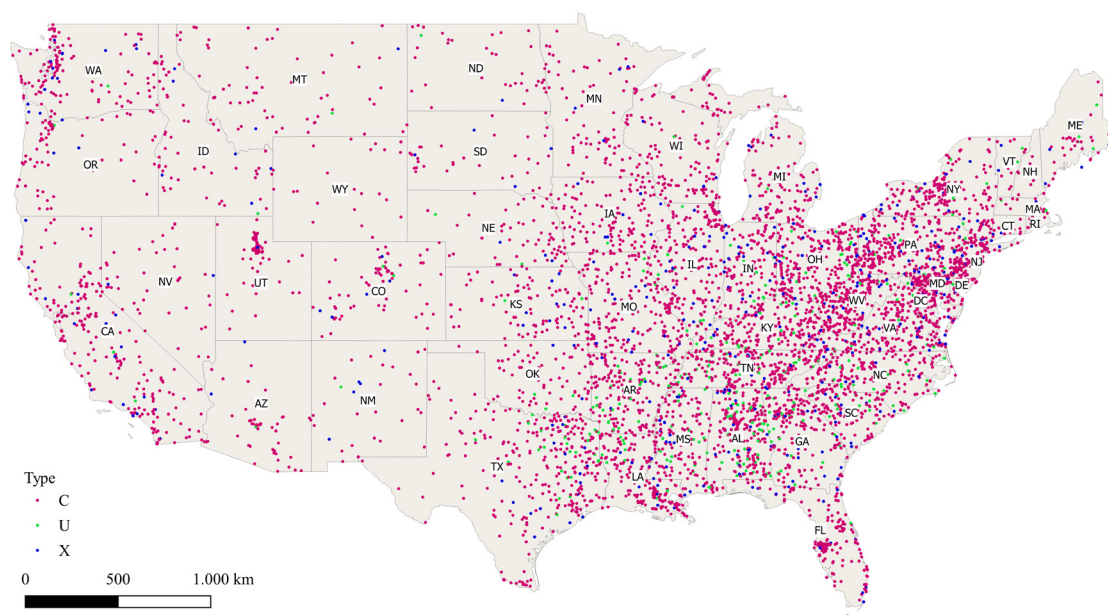 WA
MT
ND
MN
ME
OR
ID
SD
WI
VT
NH
MI
NY
WY
MA
CT
RI
IA
NE
PA
OH
NJ
IL
IN
NV
UT
CO
MD
DE
WV
DC
KS
MO
CA
KY
VA
TN
OK
NC
AR
AZ
NM
SC
MS
AL
GA
TX
LA
FL
Type
C
U
X
0 500 1.000 km